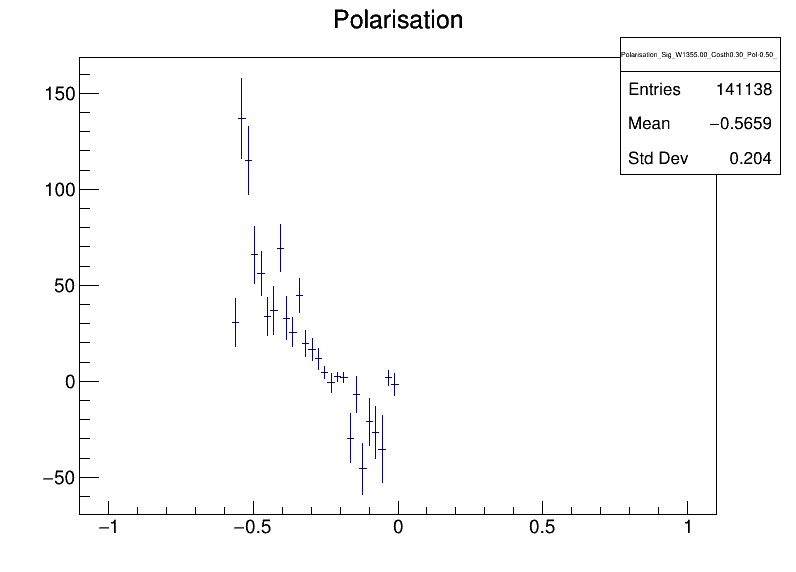 Polarisation
Polarisation_Sig_W1355.00_Costh0.30_Pol-0.50_
Entries 141138
Mean −0.5659
Std Dev 0.204
150
100
50
0
−50
−1 −0.5 0 0.5 1